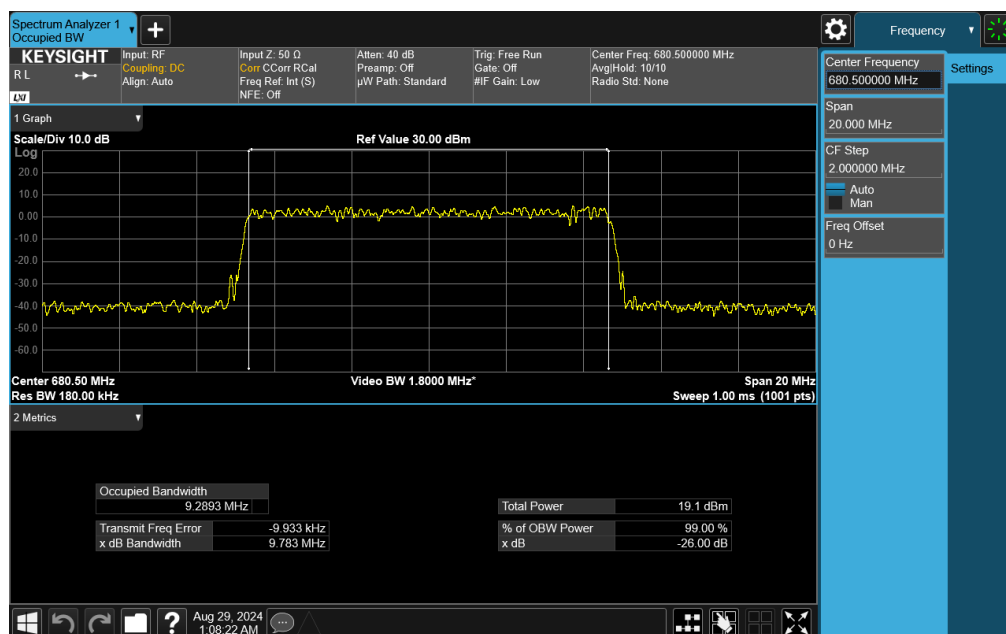 Spectrum Analyzer 1
Occupied BW
Frequency
KEYSIGHT
R L
LXI
Input: RF
Coupling: DC
Align: Auto
Input Z: 50 Ω
Corr CCorr RCal
Freq Ref: Int (S)
NFE: Off
Atten: 40 dB
Preamp: Off
µW Path: Standard
Trig: Free Run
Gate: Off
#IF Gain: Low
Center Freq: 680.500000 MHz
Avg|Hold: 10/10
Radio Std: None
Center Frequency
680.500000 MHz
Settings
Span
20.000 MHz
CF Step
2.000000 MHz
Auto
Man
Freq Offset
0 Hz
1 Graph
Scale/Div 10.0 dB
Ref Value 30.00 dBm
Log
20.0
10.0
0.00
-10.0
-20.0
-30.0
-40.0
-50.0
-60.0
Center 680.50 MHz
Video BW 1.8000 MHz*
Span 20 MHz
Res BW 180.00 kHz
Sweep 1.00 ms (1001 pts)
2 Metrics
Occupied Bandwidth
9.2893 MHz
Total Power 19.1 dBm
Transmit Freq Error -9.933 kHz
% of OBW Power 99.00 %
x dB Bandwidth 9.783 MHz
x dB -26.00 dB
?
Aug 29, 2024
1:08:22 AM